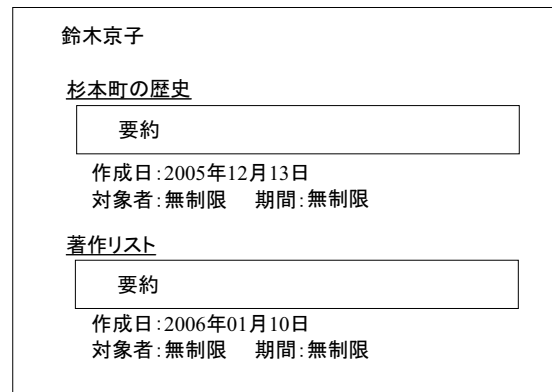 鈴木京子
杉本町の歴史
要約
作成日:2005年12月13日
対象者:無制限 期間:無制限
著作リスト
要約
作成日:2006年01月10日
対象者:無制限 期間:無制限